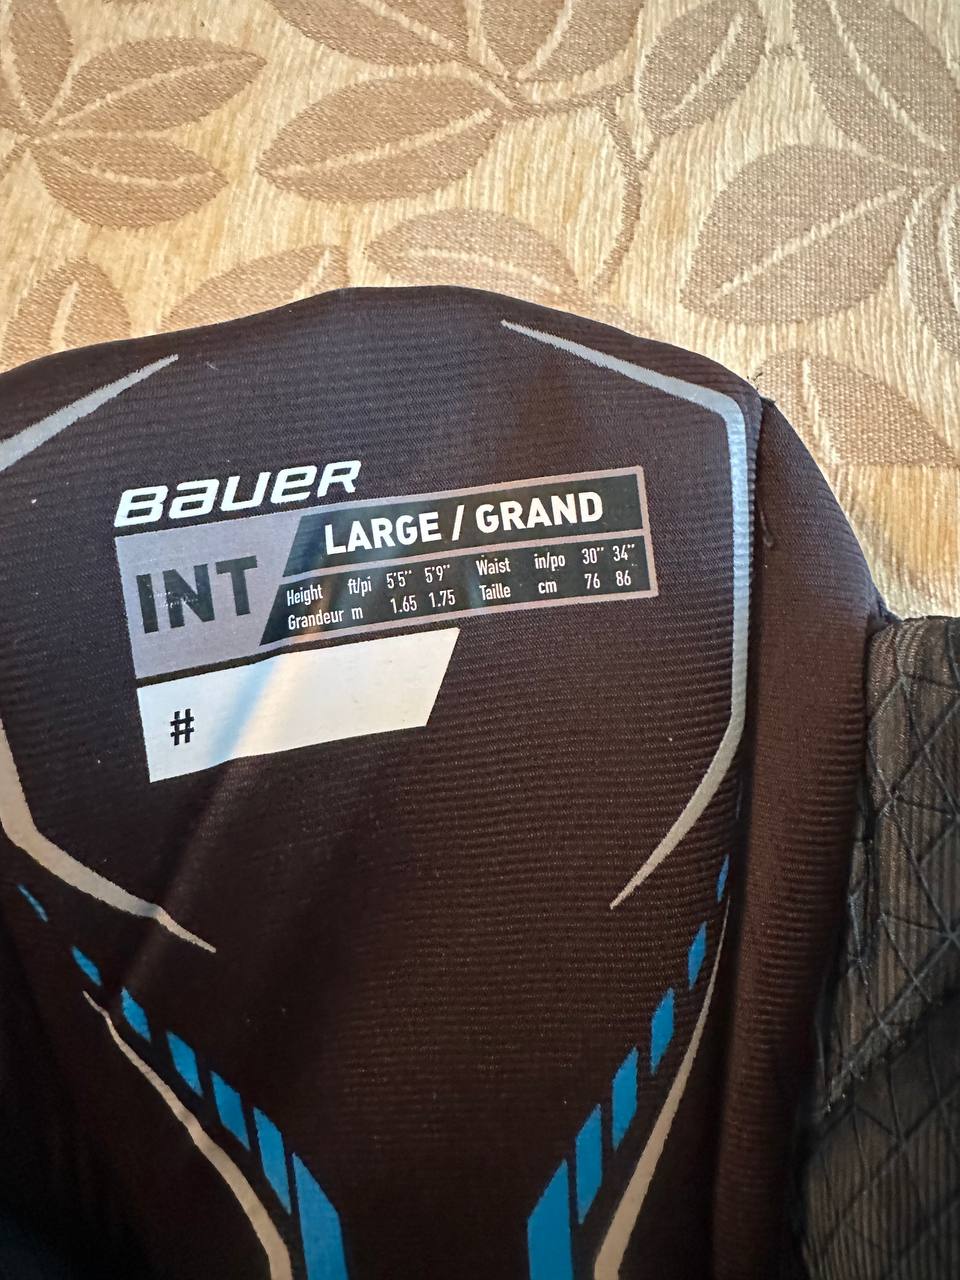 BAUER
INT
LARGE / GRAND
Height ft/pi 5'5" 5'9" Waist in/po 30" 34"
Grandeur m 1.65 1.75 Taille cm 76 86
#